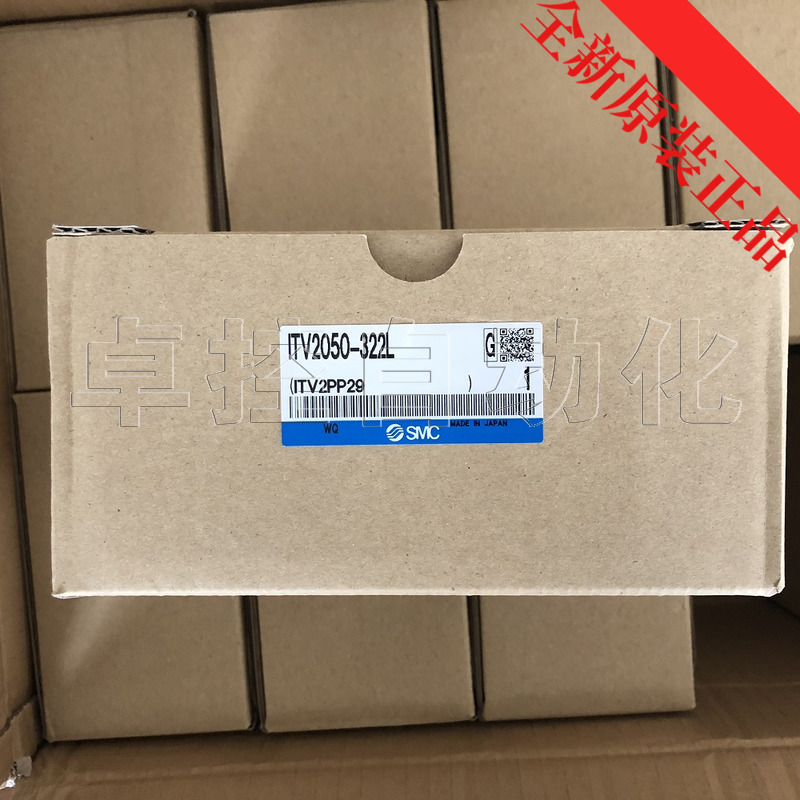 全新原装正品
ITV2050-322L
G
(ITV2PP29 )
1
卓控自动化
WQ
SMC
MADE IN JAPAN